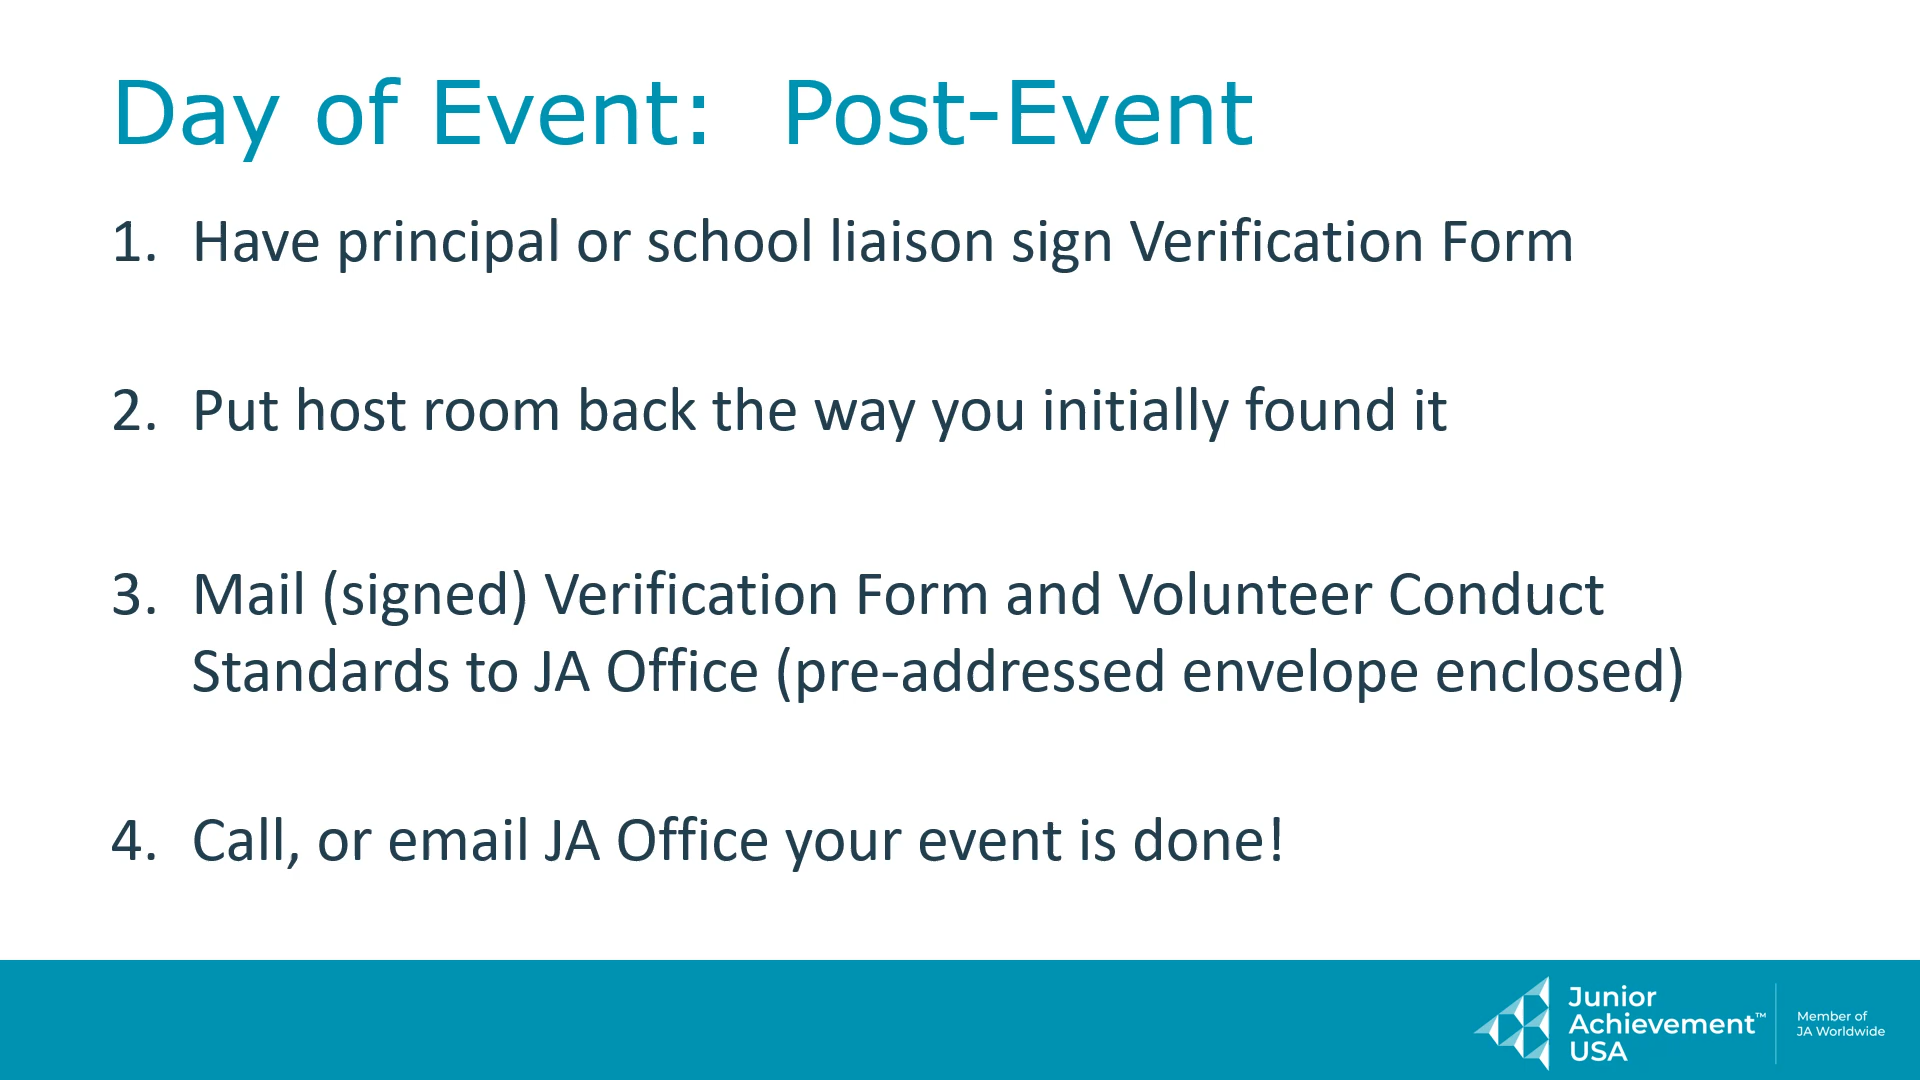 Day of Event:  Post-Event
1. Have principal or school liaison sign Verification Form
2. Put host room back the way you initially found it
3. Mail (signed) Verification Form and Volunteer Conduct
Standards to JA Office (pre-addressed envelope enclosed)
4. Call, or email JA Office your event is done!
Junior
Achievement™
USA
Member of
JA Worldwide